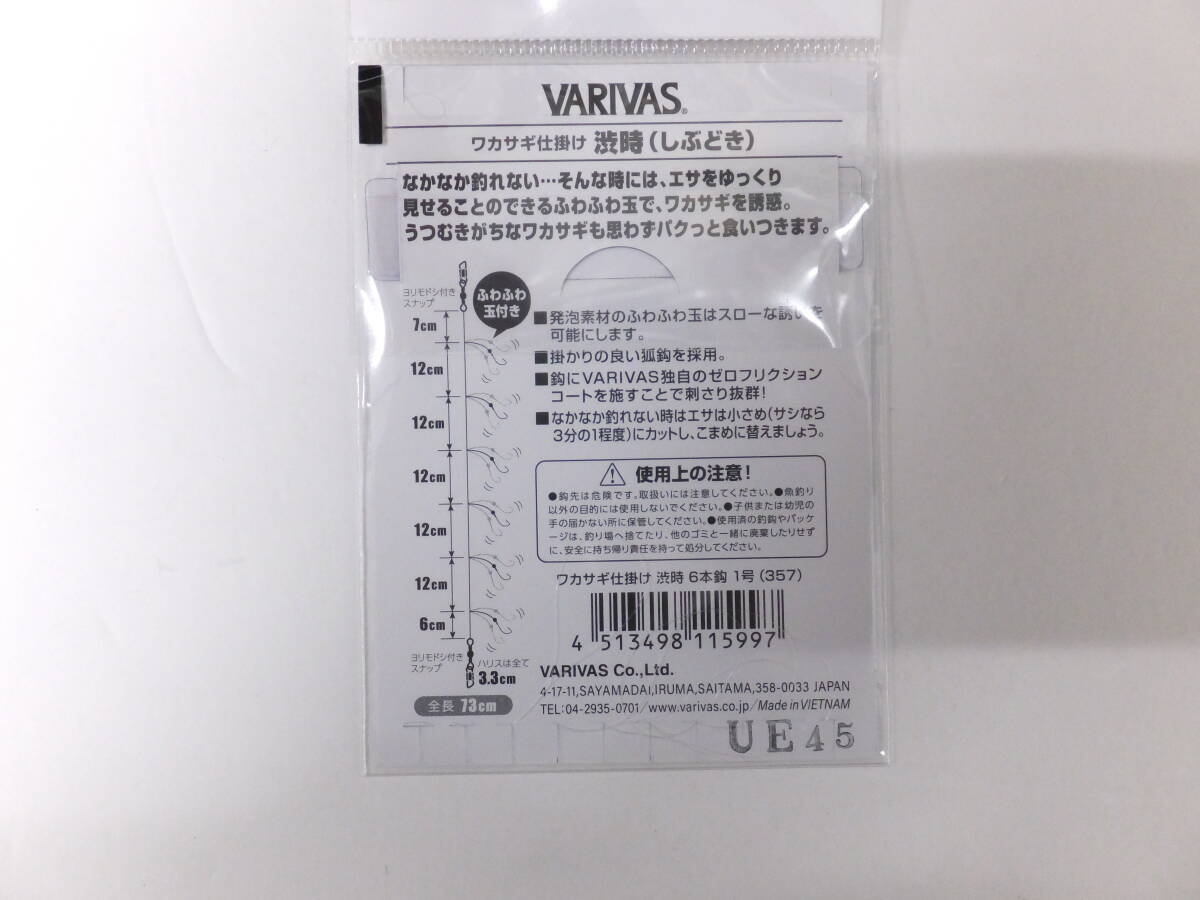 VARIVAS®
ワカサギ仕掛け 渋時(しぶどき)
なかなか釣れない…そんな時には、エサをゆっくり
見せることのできるふわふわ玉で、ワカサギを誘惑。
うつむきがちなワカサギも思わずパクっと食いつきます。
ヨリモドシ付き
スナップ
ふわふわ
玉付き
7cm
12cm
12cm
12cm
12cm
12cm
6cm
ヨリモドシ付き
スナップ
ハリスは全て
3.3cm
全長 73cm
■発泡素材のふわふわ玉はスローな誘いを
可能にします。
■掛かりの良い狐鈎を採用。
■鈎にVARIVAS独自のゼロフリクション
コートを施すことで刺さり抜群!
■なかなか釣れない時はエサは小さめ(サシなら
3分の1程度)にカットし、こまめに替えましょう。
使用上の注意!
●鈎先は危険です。取扱いには注意してください。●魚釣り
以外の目的には使用しないでください。●子供または幼児の
手の届かない所に保管してください。●使用済の釣鈎やパッケ
ージは、釣り場へ捨てたり、他のゴミと一緒に廃棄したりせず
に、安全に持ち帰り責任を持って処分してください。
ワカサギ仕掛け 渋時 6本鈎 1号(357)
4 513498 115997
VARIVAS Co.,Ltd.
4-17-11,SAYAMADAI,IRUMA,SAITAMA,358-0033 JAPAN
TEL:04-2935-0701/www.varivas.co.jp/Made in VIETNAM
UE45